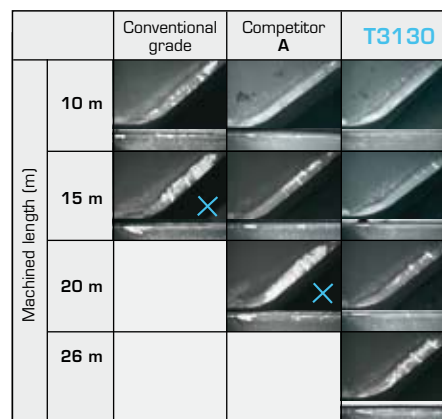 Conventional
grade
Competitor
A
T3130
Machined length (m)
10 m
15 m
20 m
26 m